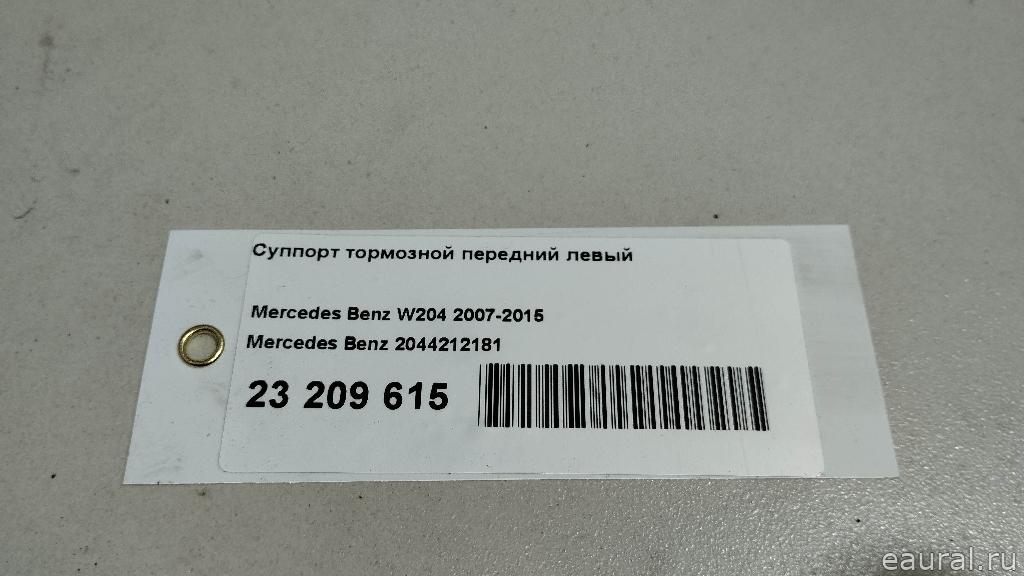 Суппорт тормозной передний левый
Mercedes Benz W204 2007-2015
Mercedes Benz 2044212181
23 209 615
eaural.ru